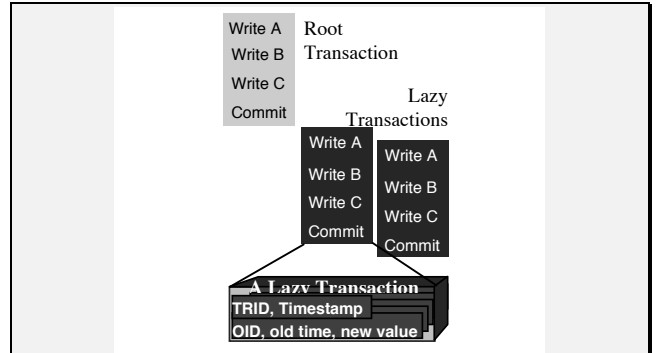 Write A
Write B
Write C
Commit
Root
Transaction
Lazy
Transactions
Write A
Write B
Write C
Commit
Write A
Write B
Write C
Commit
A Lazy Transaction
TRID, Timestamp
OID, old time, new value